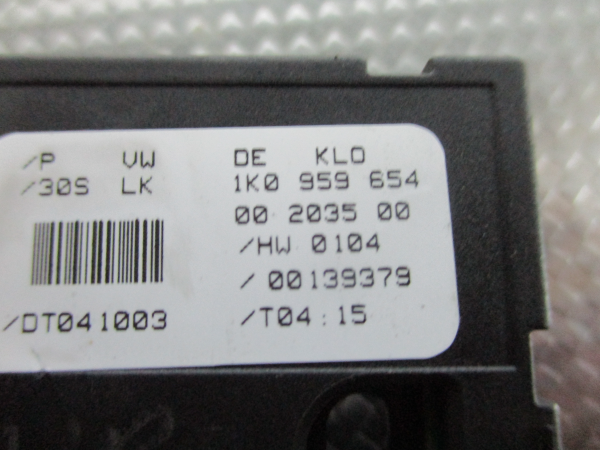 /P VW DE KLO
/30S LK 1K0 959 654
00 2035 00
/HW 0104
/ 00139379
/DT041003 /T04:15